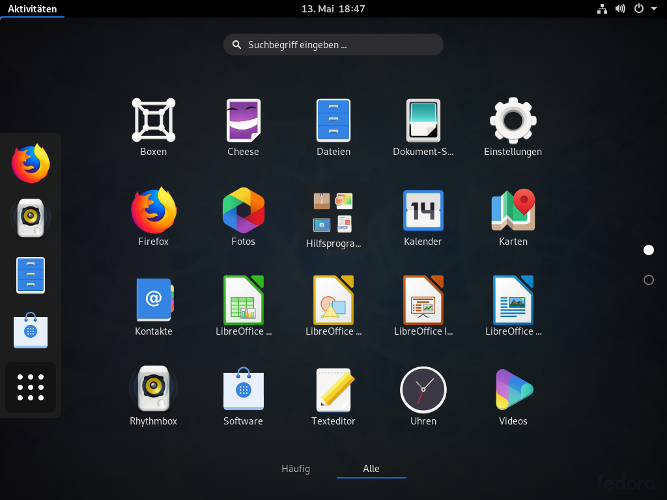 Aktivitäten
13. Mai 18:47
Suchbegriff eingeben ...
Boxen
Cheese
Dateien
Dokument-S...
Einstellungen
Firefox
Fotos
Hilfsprogra...
14
Kalender
Karten
@
Kontakte
LibreOffice ...
LibreOffice ...
LibreOffice I...
LibreOffice ...
Rhythmbox
Software
Texteditor
Uhren
Videos
Häufig
Alle
fedora